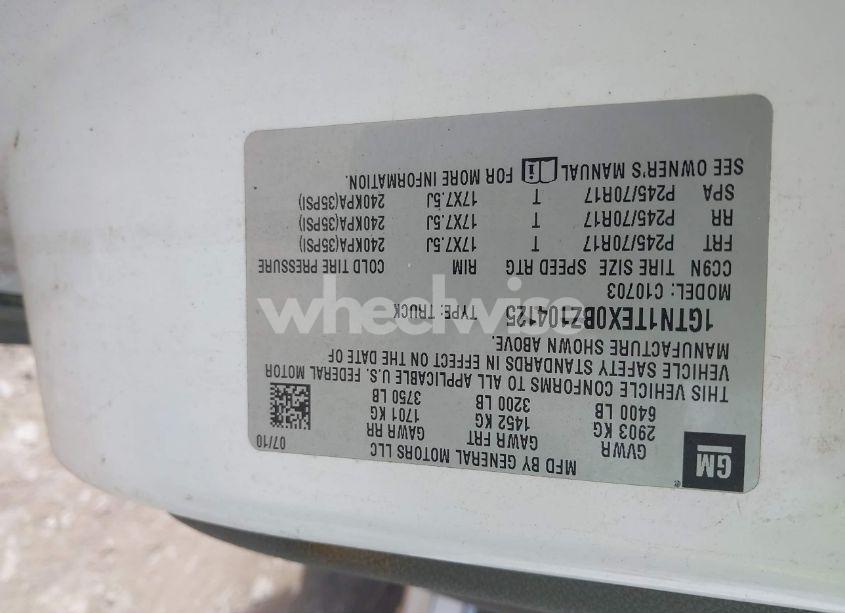 GM
MFD BY GENERAL MOTORS LLC 07/10
GVWR GAWR FRT GAWR RR
2903 KG 1452 KG 1701 KG
6400 LB 3200 LB 3750 LB
THIS VEHICLE CONFORMS TO ALL APPLICABLE U.S. FEDERAL MOTOR
VEHICLE SAFETY STANDARDS IN EFFECT ON THE DATE OF
MANUFACTURE SHOWN ABOVE.
1GTN1TEX0BZ104125 TYPE: TRUCK
MODEL: C10703
CC9N TIRE SIZE SPEED RTG RIM COLD TIRE PRESSURE
FRT P245/70R17 T 17X7.5J 240KPA(35PSI)
RR P245/70R17 T 17X7.5J 240KPA(35PSI)
SPA P245/70R17 T 17X7.5J 240KPA(35PSI)
SEE OWNER'S MANUAL i FOR MORE INFORMATION.
wheelwise